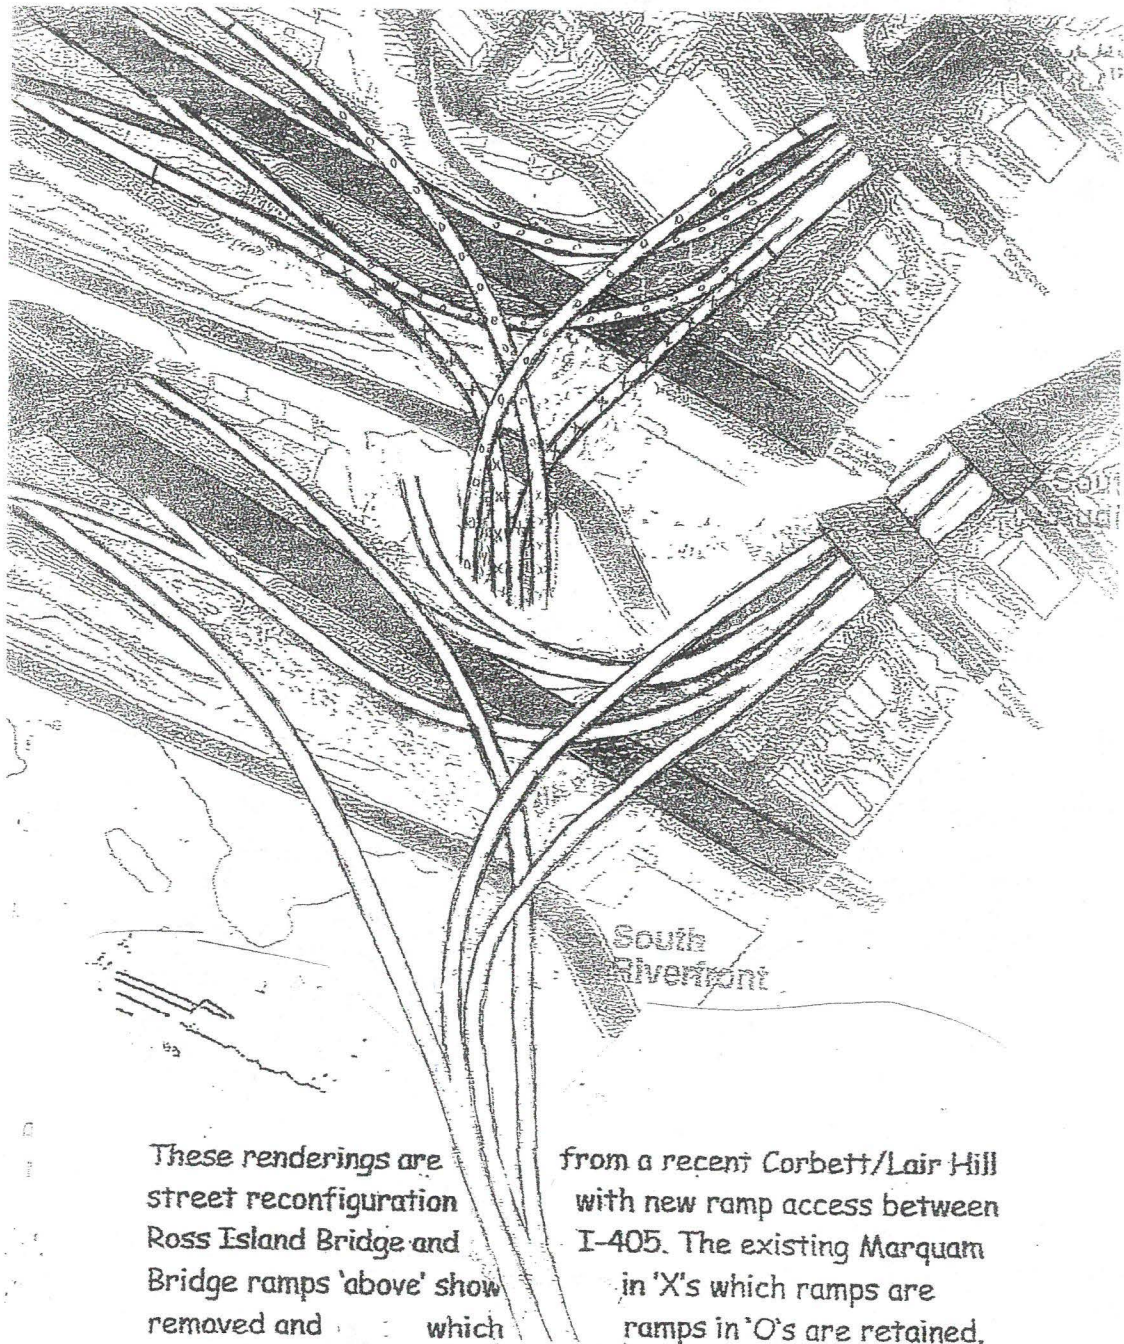 South
Riverfront
These renderings are from a recent Corbett/Lair Hill
street reconfiguration with new ramp access between
Ross Island Bridge and I-405. The existing Marquam
Bridge ramps 'above' show in 'X's which ramps are
removed and which ramps in 'O's are retained.